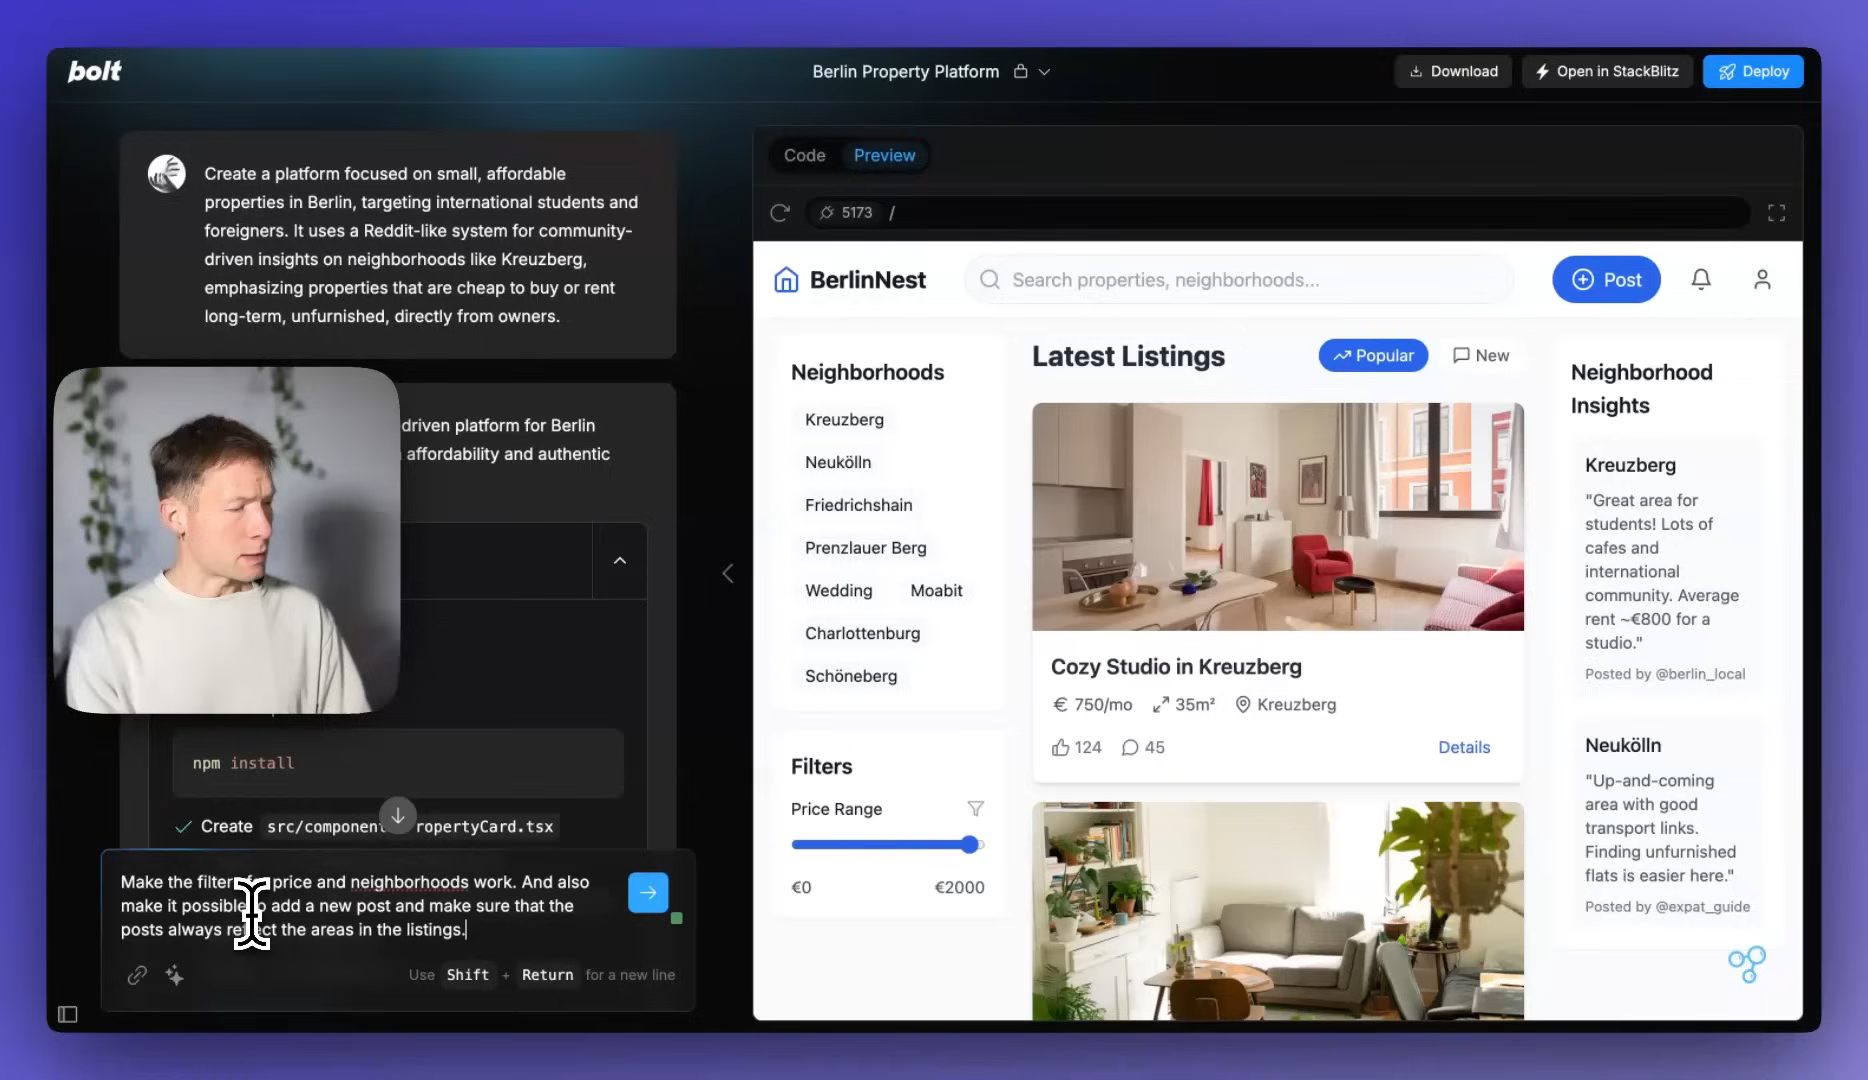 bolt
Berlin Property Platform
Download
Open in StackBlitz
Deploy
Create a platform focused on small, affordable
properties in Berlin, targeting international students and
foreigners. It uses a Reddit-like system for community-
driven insights on neighborhoods like Kreuzberg,
emphasizing properties that are cheap to buy or rent
long-term, unfurnished, directly from owners.
driven platform for Berlin
affordability and authentic
npm install
Create src/component ropertyCard.tsx
Make the filter price and neighborhoods work. And also
make it possible to add a new post and make sure that the
posts always reflect the areas in the listings.
Use Shift + Return for a new line
Code
Preview
5173 /
BerlinNest
Search properties, neighborhoods...
Post
Neighborhoods
Kreuzberg
Neukölln
Friedrichshain
Prenzlauer Berg
Wedding
Moabit
Charlottenburg
Schöneberg
Filters
Price Range
€0
€2000
Latest Listings
Popular
New
Cozy Studio in Kreuzberg
€ 750/mo
35m²
Kreuzberg
124
45
Details
Neighborhood
Insights
Kreuzberg
"Great area for
students! Lots of
cafes and
international
community. Average
rent ~€800 for a
studio."
Posted by @berlin_local
Neukölln
"Up-and-coming
area with good
transport links.
Finding unfurnished
flats is easier here."
Posted by @expat_guide